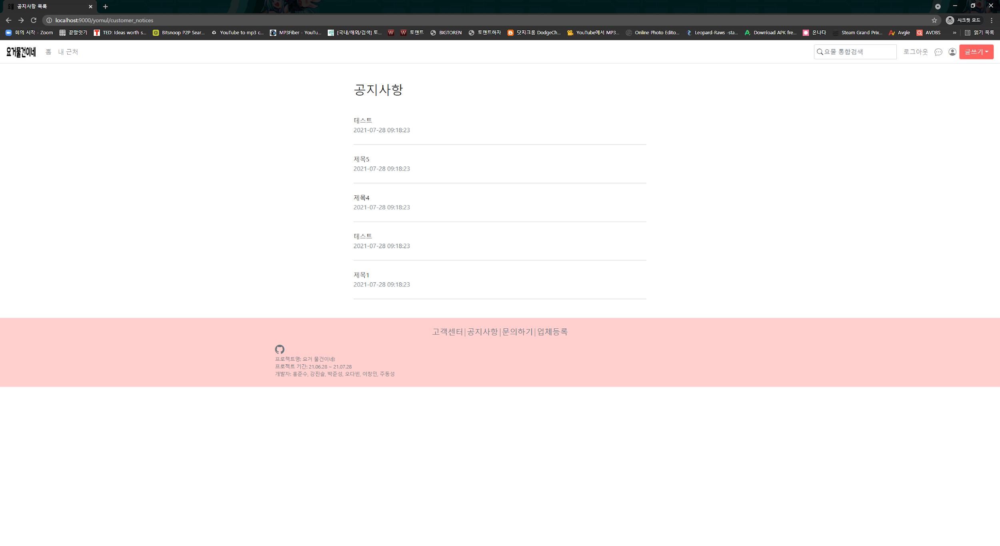 요물 공지사항 목록
localhost:9000/yomul/customer_notices
시크릿 모드
회의 시작 - Zoom 끝말잇기 TED: Ideas worth s... Bitsnoop P2P Sear... YouTube to mp3 c... MP3Fiber - YouTu... [국내/해외/검색] 토... 토렌트 BIGTOREN 토렌트하자 닷지크롬 DodgeCh... YouTube에서 MP3... Online Photo Edito... Leopard-Raws -sta... Download APK fre... 온나다 Steam Grand Prix... Avgle AVDBS » 읽기 목록
요거물건이네 홈 내 근처 요물 통합검색 로그아웃 글쓰기
공지사항
테스트
2021-07-28 09:18:23
제목5
2021-07-28 09:18:23
제목4
2021-07-28 09:18:23
테스트
2021-07-28 09:18:23
제목1
2021-07-28 09:18:23
고객센터|공지사항|문의하기|업체등록
프로젝트명: 요거 물건이네!
프로젝트 기간: 21.06.28 ~ 21.07.28
개발자: 홍준수, 강진슬, 박준성, 오다빈, 이창민, 주동성